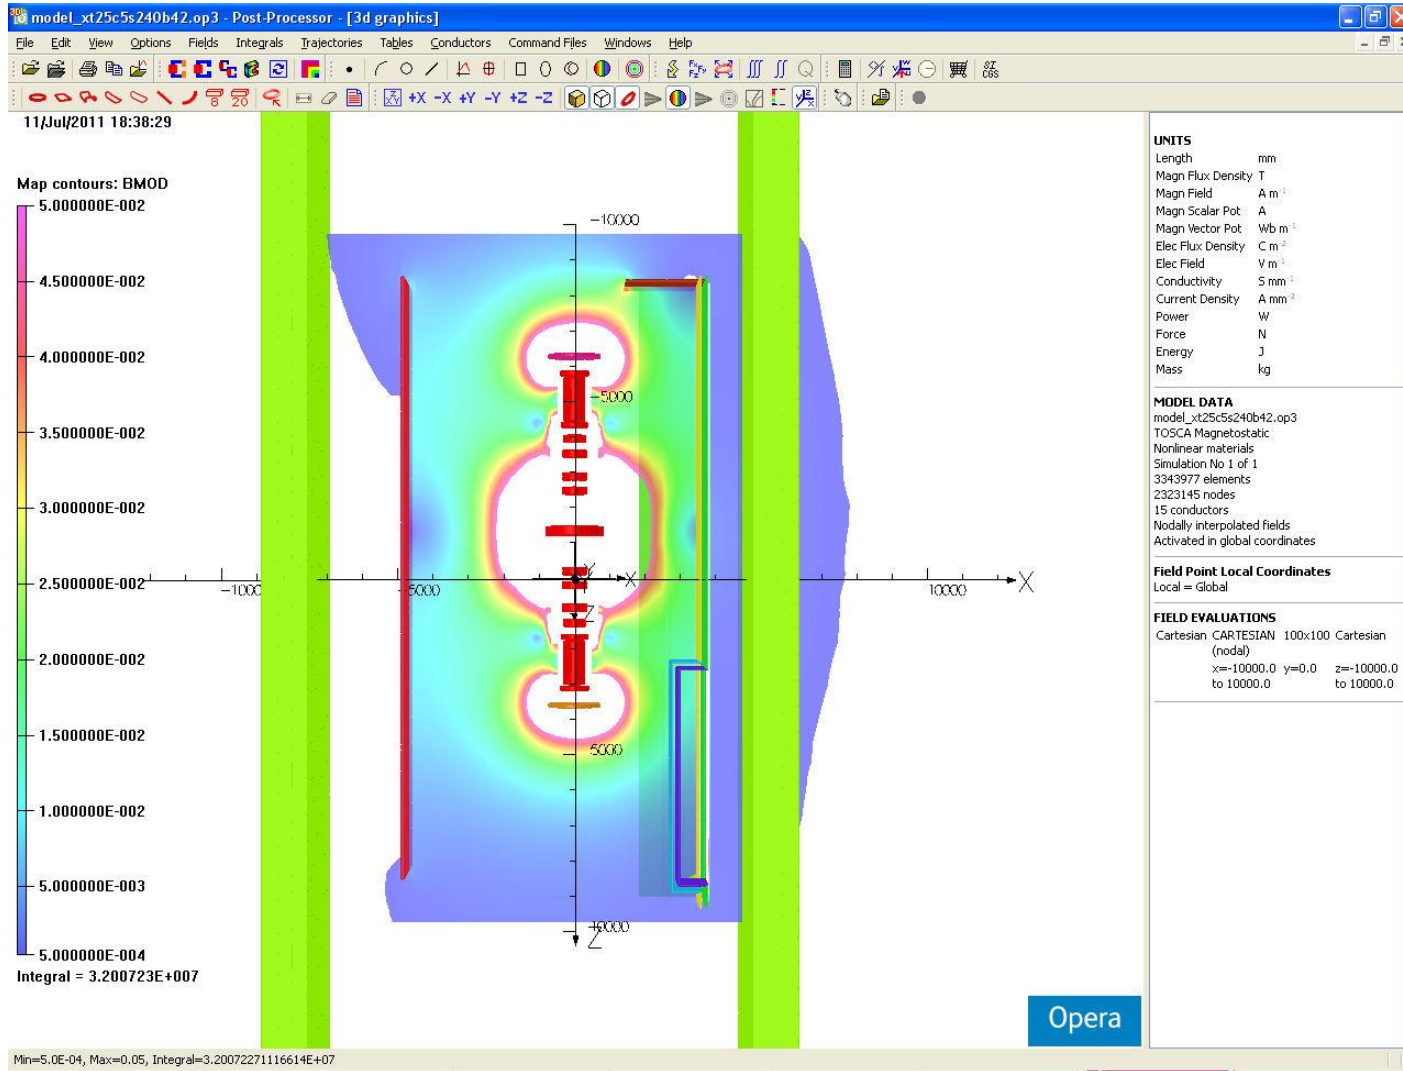 model_xt25c5s240b42.op3 - Post-Processor - [3d graphics]
File Edit View Options Fields Integrals Trajectories Tables Conductors Command Files Windows Help
+X -X +Y -Y +Z -Z
11/Jul/2011 18:38:29
Map contours: BMOD
5.000000E-002
4.500000E-002
4.000000E-002
3.500000E-002
3.000000E-002
2.500000E-002
2.000000E-002
1.500000E-002
1.000000E-002
5.000000E-003
5.000000E-004
Integral = 3.200723E+007
-10000
-5000
-10000
-5000
Y
X
10000
X
Z
5000
10000
Z
UNITS
Length mm
Magn Flux Density T
Magn Field A m⁻¹
Magn Scalar Pot A
Magn Vector Pot Wb m⁻¹
Elec Flux Density C m⁻²
Elec Field V m⁻¹
Conductivity S mm⁻¹
Current Density A mm⁻²
Power W
Force N
Energy J
Mass kg
MODEL DATA
model_xt25c5s240b42.op3
TOSCA Magnetostatic
Nonlinear materials
Simulation No 1 of 1
3343977 elements
2323145 nodes
15 conductors
Nodally interpolated fields
Activated in global coordinates
Field Point Local Coordinates
Local = Global
FIELD EVALUATIONS
Cartesian CARTESIAN 100x100 Cartesian
(nodal)
x=-10000.0 y=0.0 z=-10000.0
to 10000.0 to 10000.0
Opera
Min=5.0E-04, Max=0.05, Integral=3.20072271116614E+07